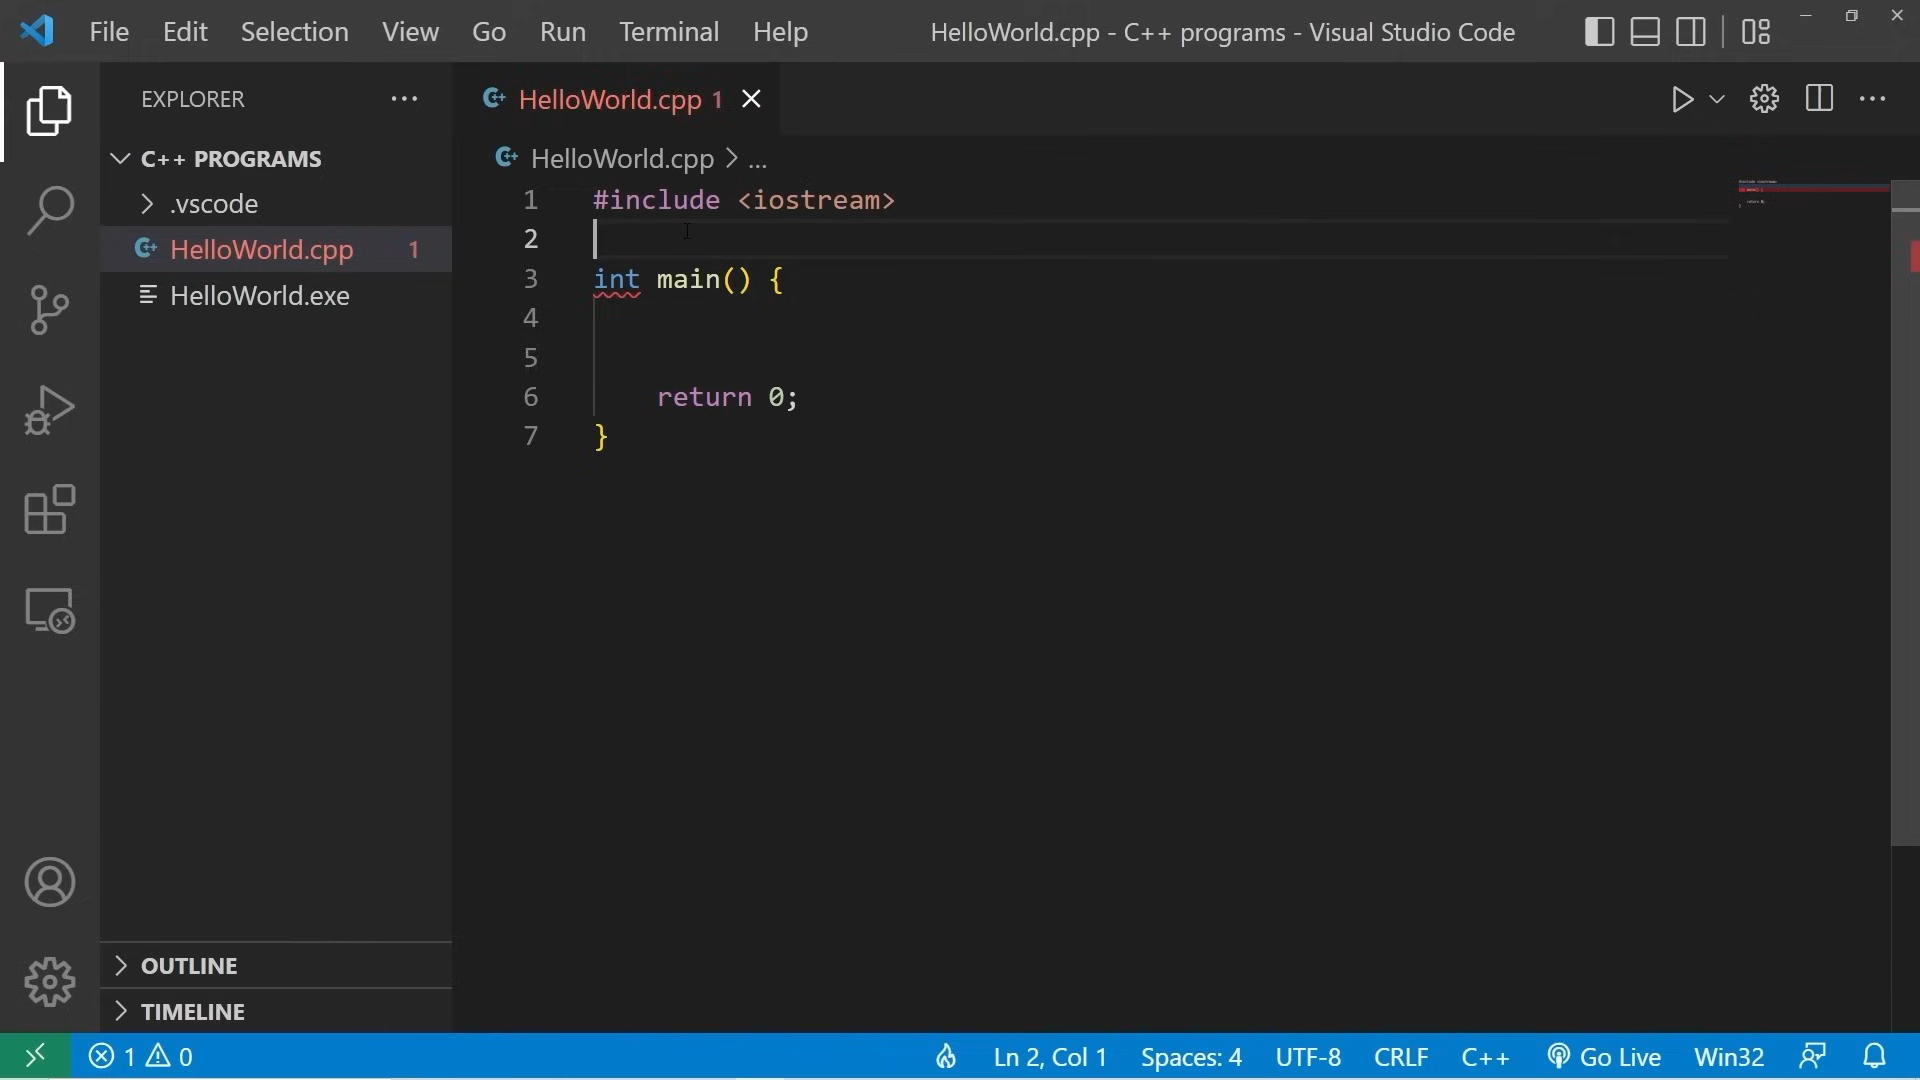 File Edit Selection View Go Run Terminal Help HelloWorld.cpp - C++ programs - Visual Studio Code
EXPLORER
HelloWorld.cpp 1
C++ PROGRAMS
.vscode
HelloWorld.cpp 1
HelloWorld.exe
HelloWorld.cpp > ...
1 #include <iostream>
2
3 int main() {
4
5
6 return 0;
7 }
OUTLINE
TIMELINE
1 0 Ln 2, Col 1 Spaces: 4 UTF-8 CRLF C++ Go Live Win32